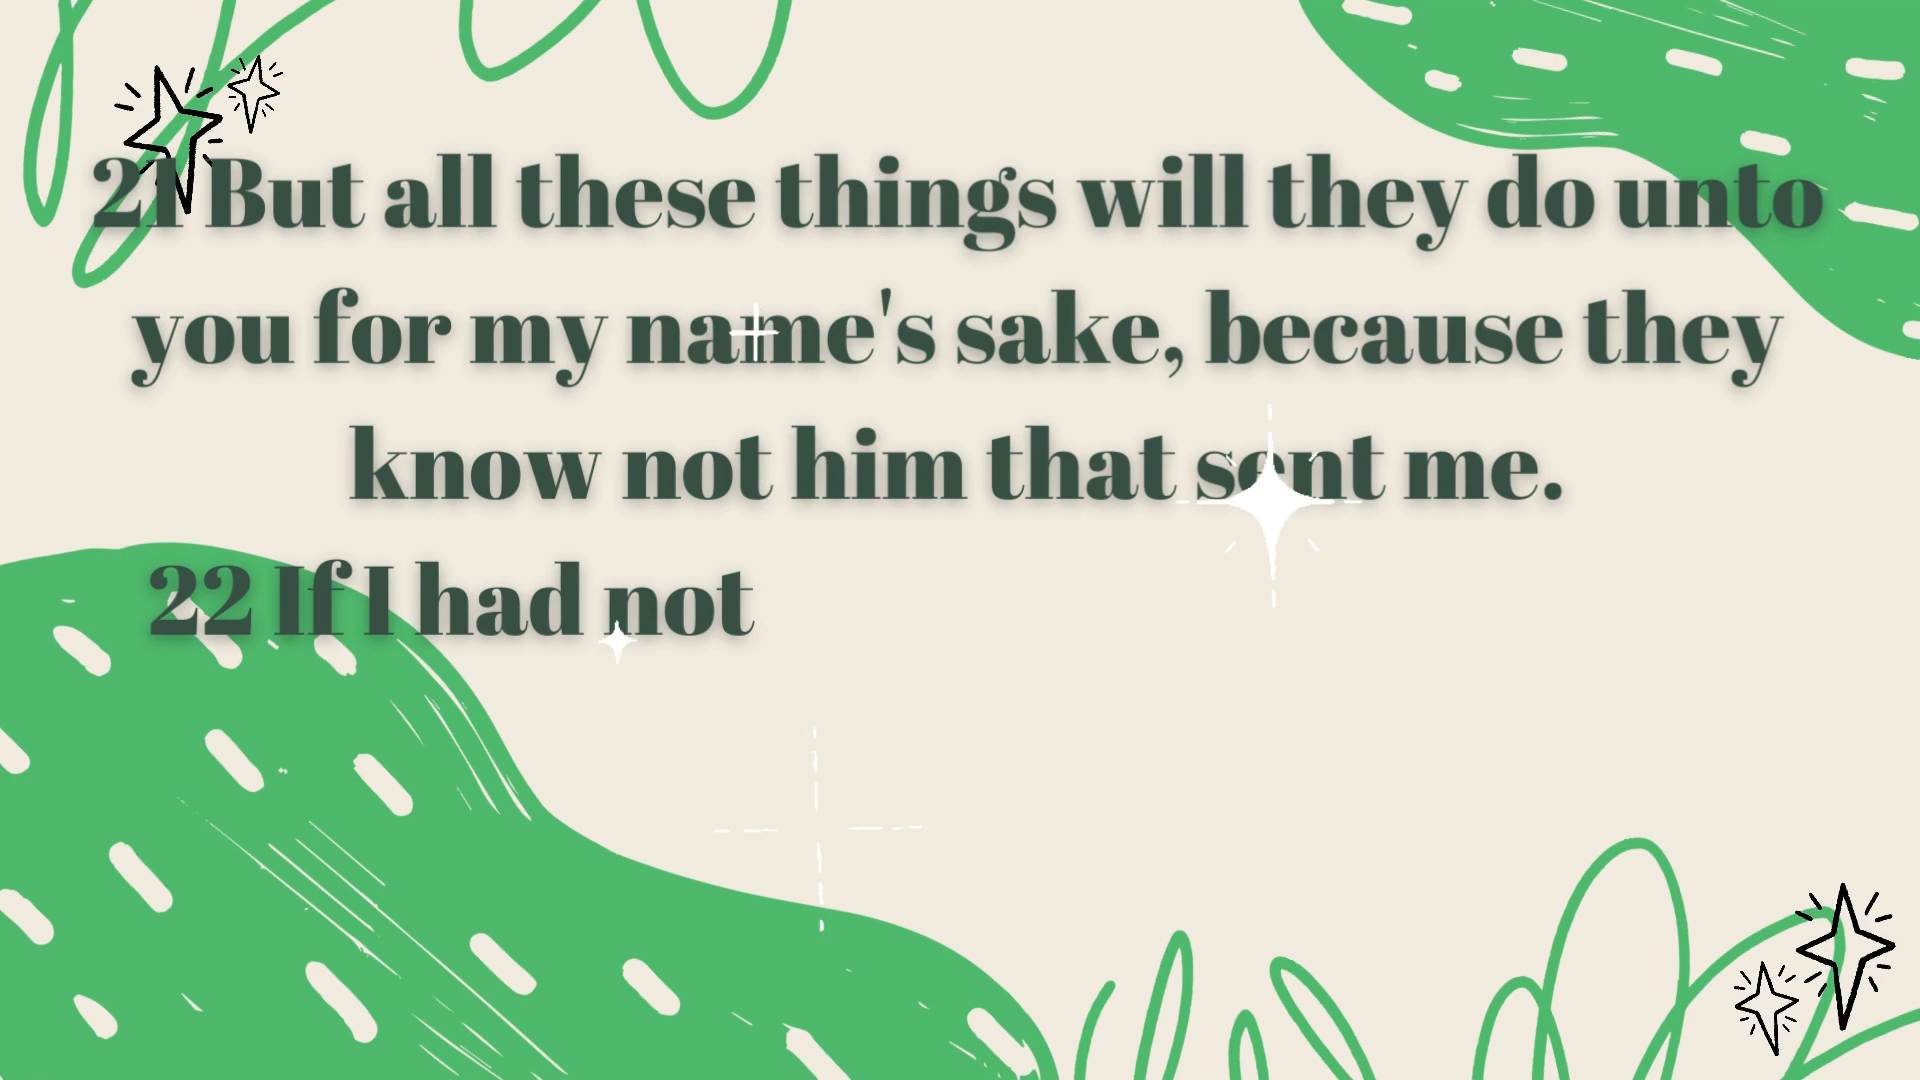 21 But all these things will they do unto
you for my name's sake, because they
know not him that sent me.
22 If I had not